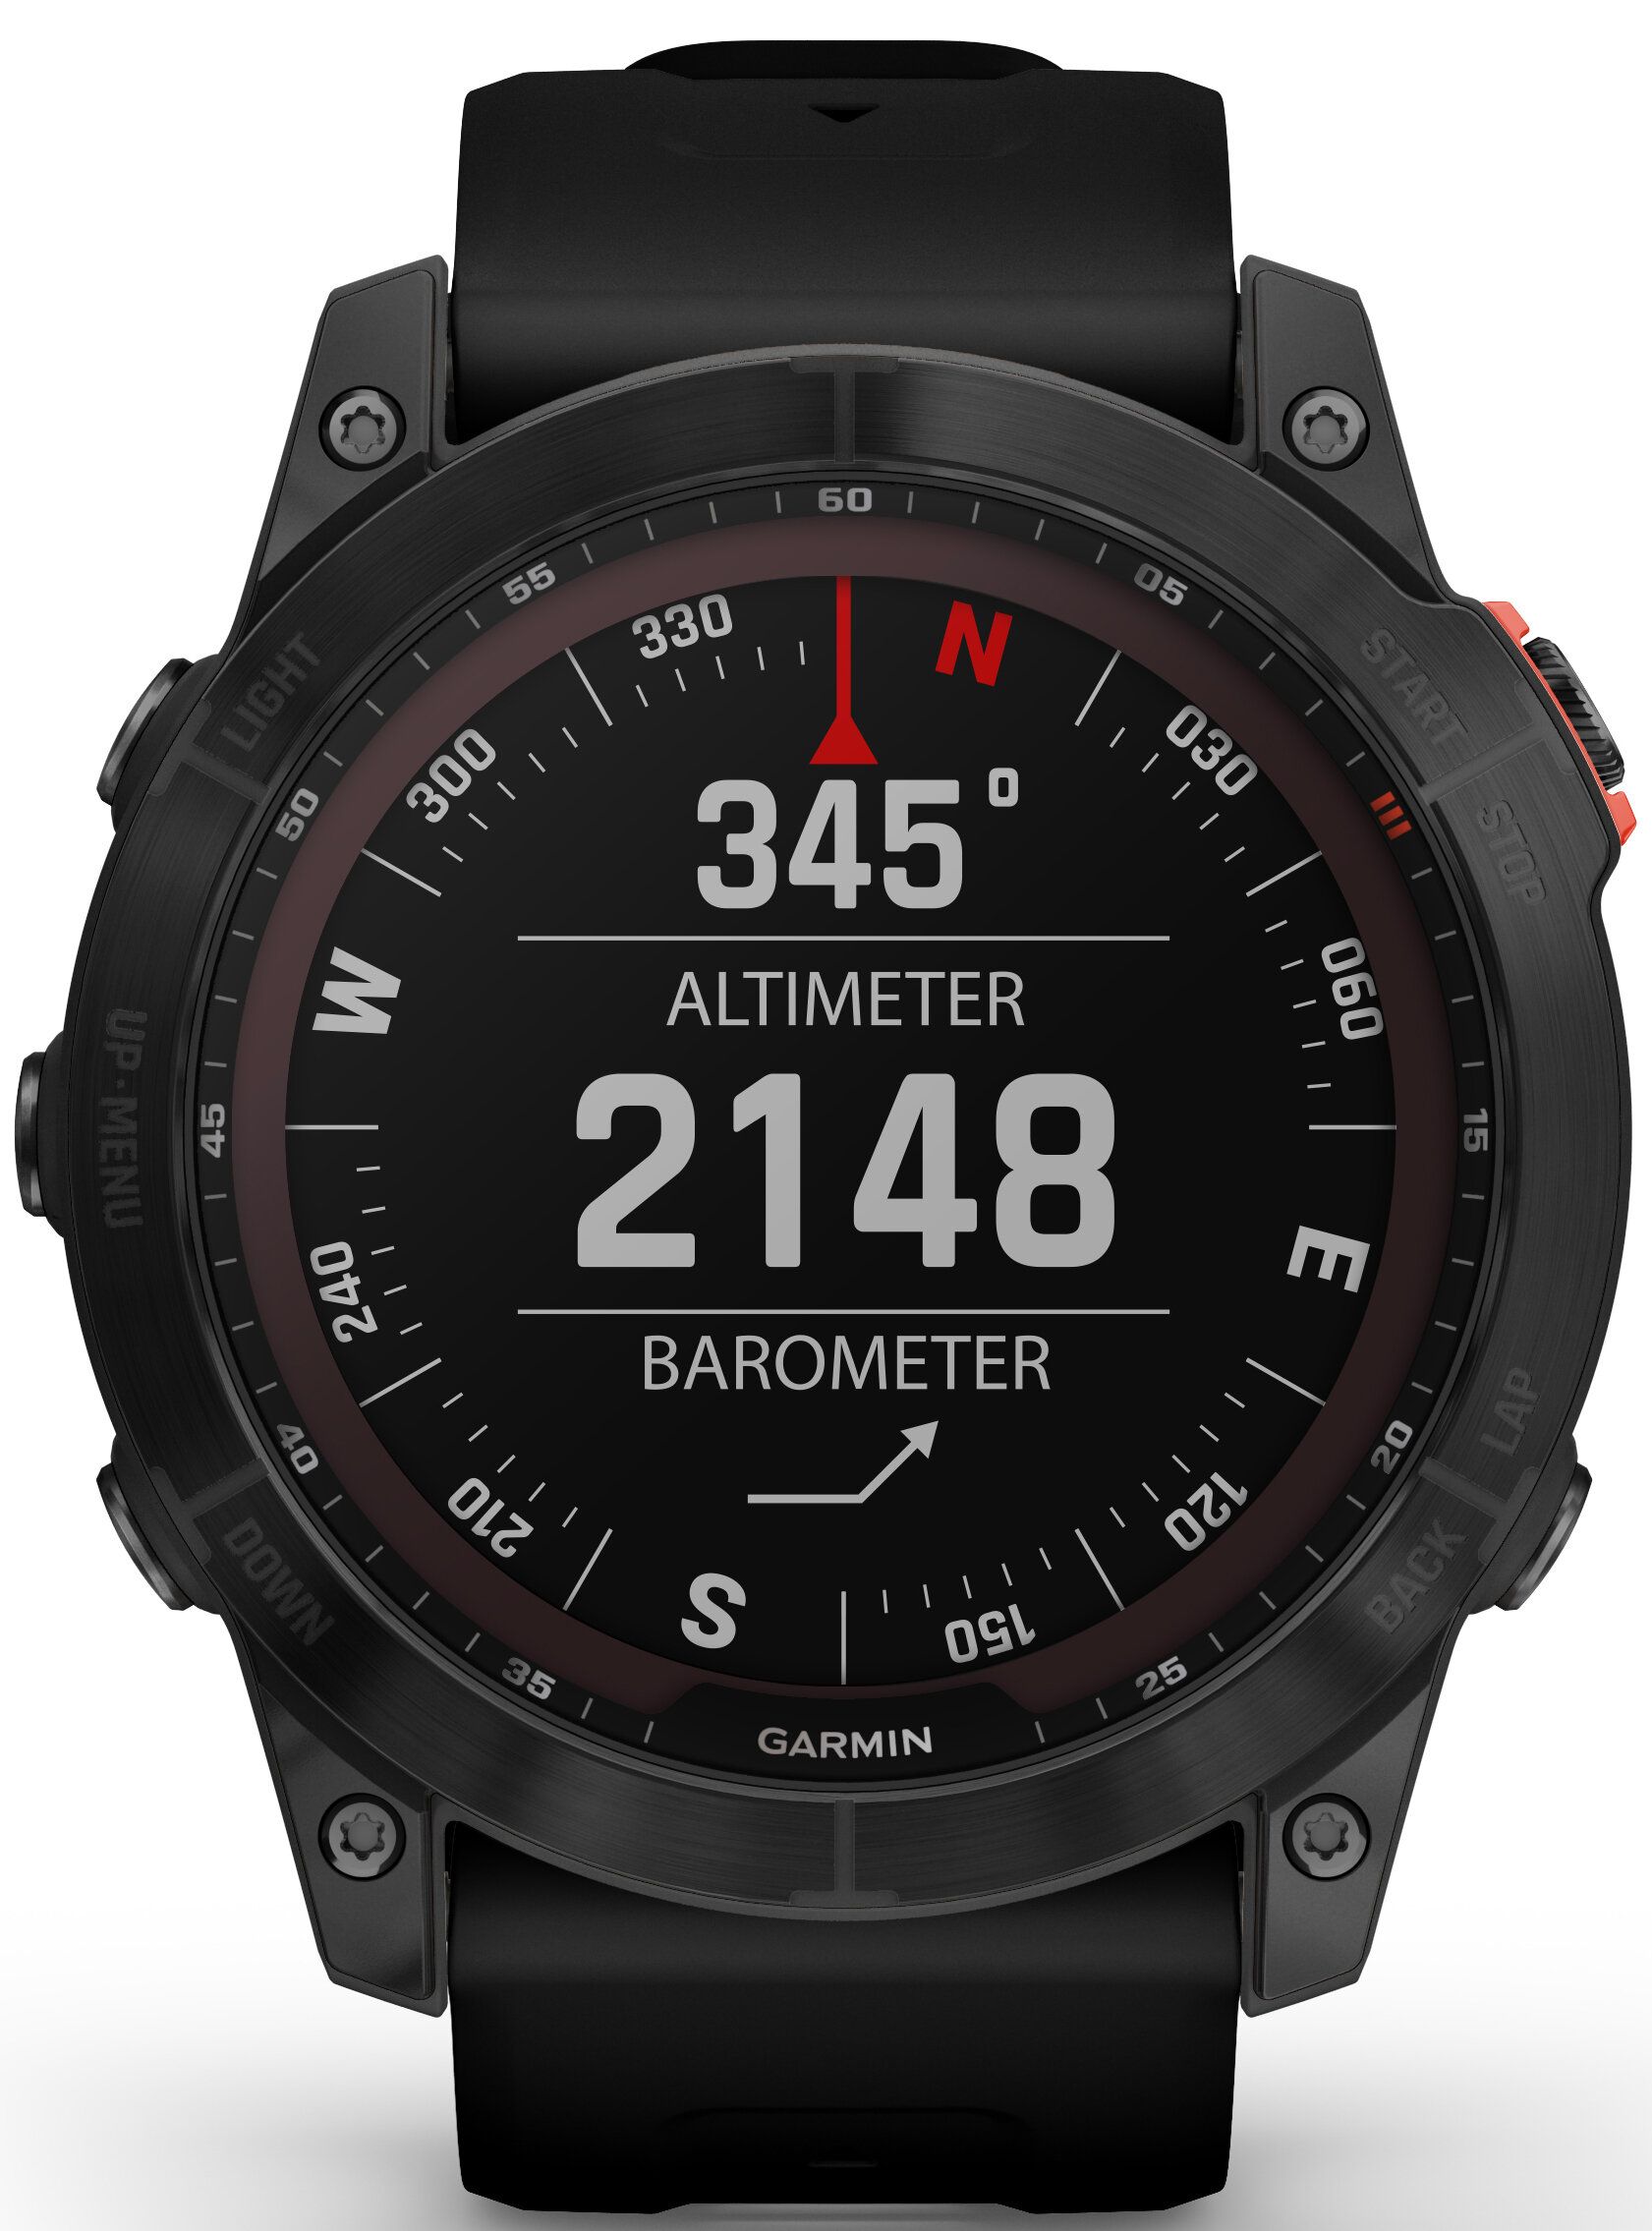 60
55
05
LIGHT
START
STOP
50
330
N
300
030
345°
W
060
ALTIMETER
2148
UP·MENU
45
15
240
E
BAROMETER
40
20
LAP
DOWN
BACK
210
120
S
150
35
25
GARMIN